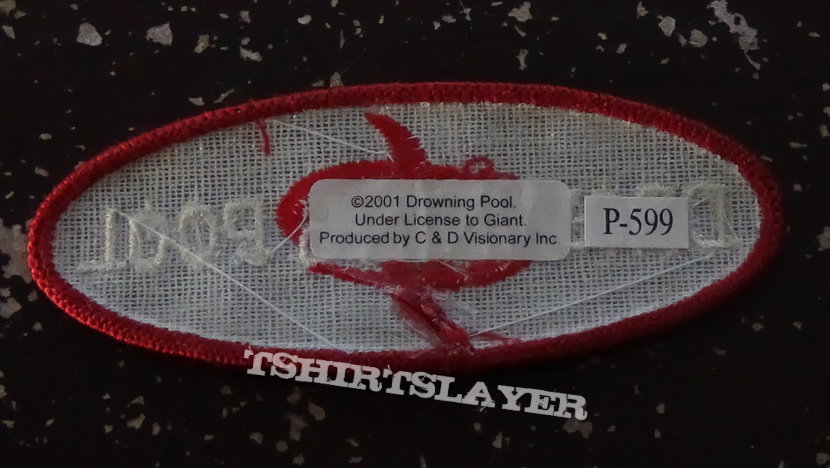 ©2001 Drowning Pool.
Under License to Giant.
Produced by C & D Visionary Inc.
P-599
TSHIRTSLAYER